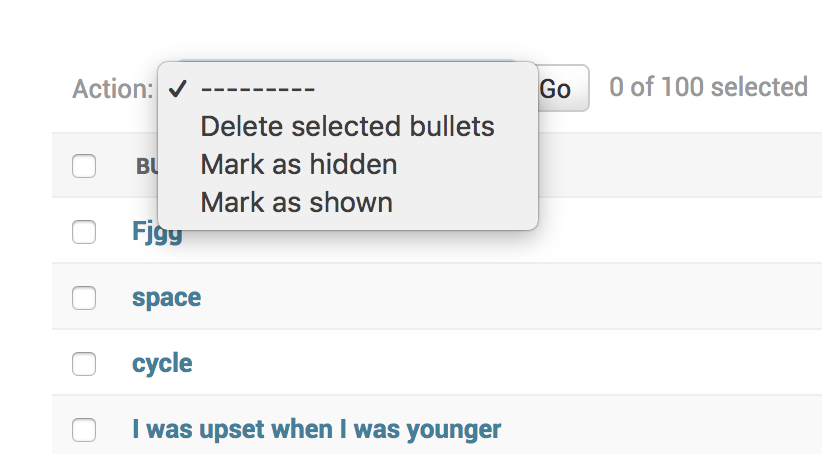 Action:
---------
Go
0 of 100 selected
Delete selected bullets
Mark as hidden
Mark as shown
Fjgg
space
cycle
I was upset when I was younger